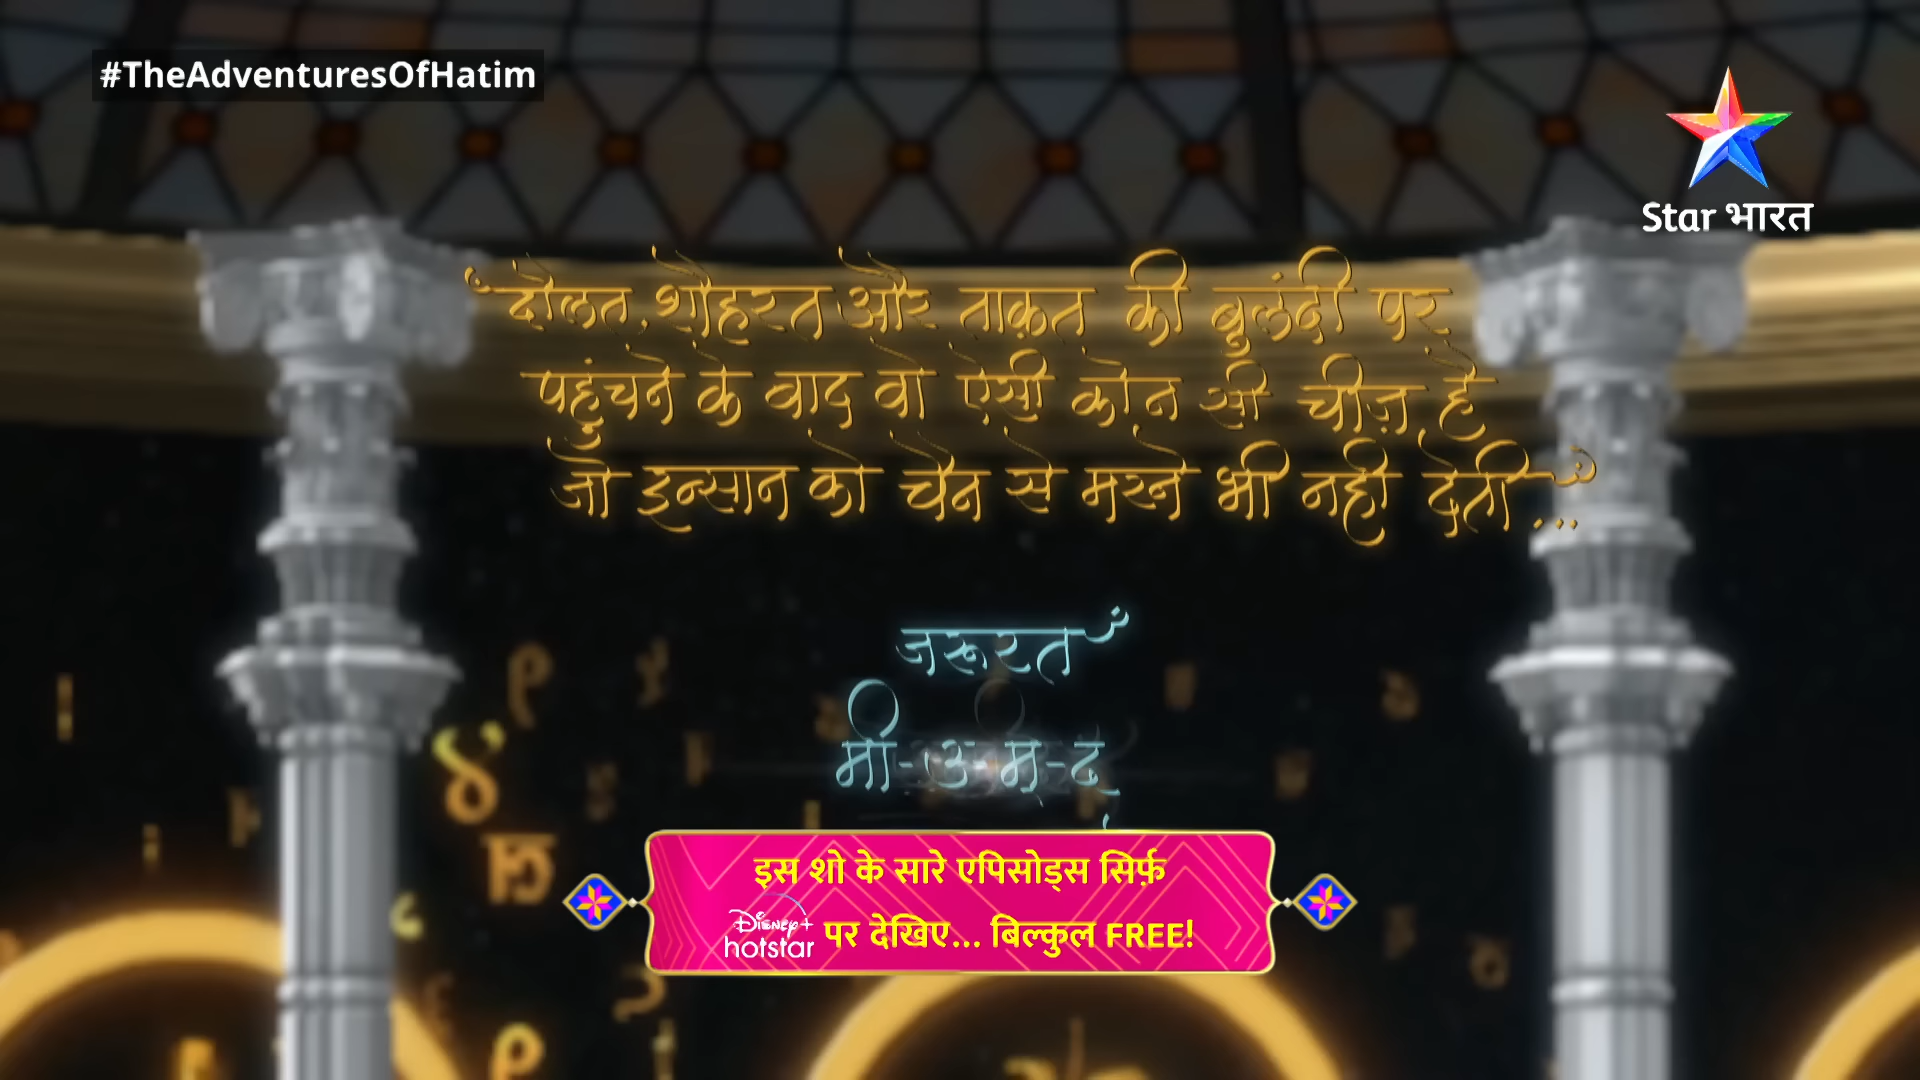 #TheAdventuresOfHatim
Star भारत
दौलत, शौहरत और ताक़त की बुलंदी पर
पहुंचने के बाद वो ऐसी कौन सी चीज़ है
जो इन्सान को चैन से मरने भी नही देती...
जरूरत
मी-उ-म्-द
इस शो के सारे एपिसोड्स सिर्फ़
Disney+ hotstar पर देखिए... बिल्कुल FREE!